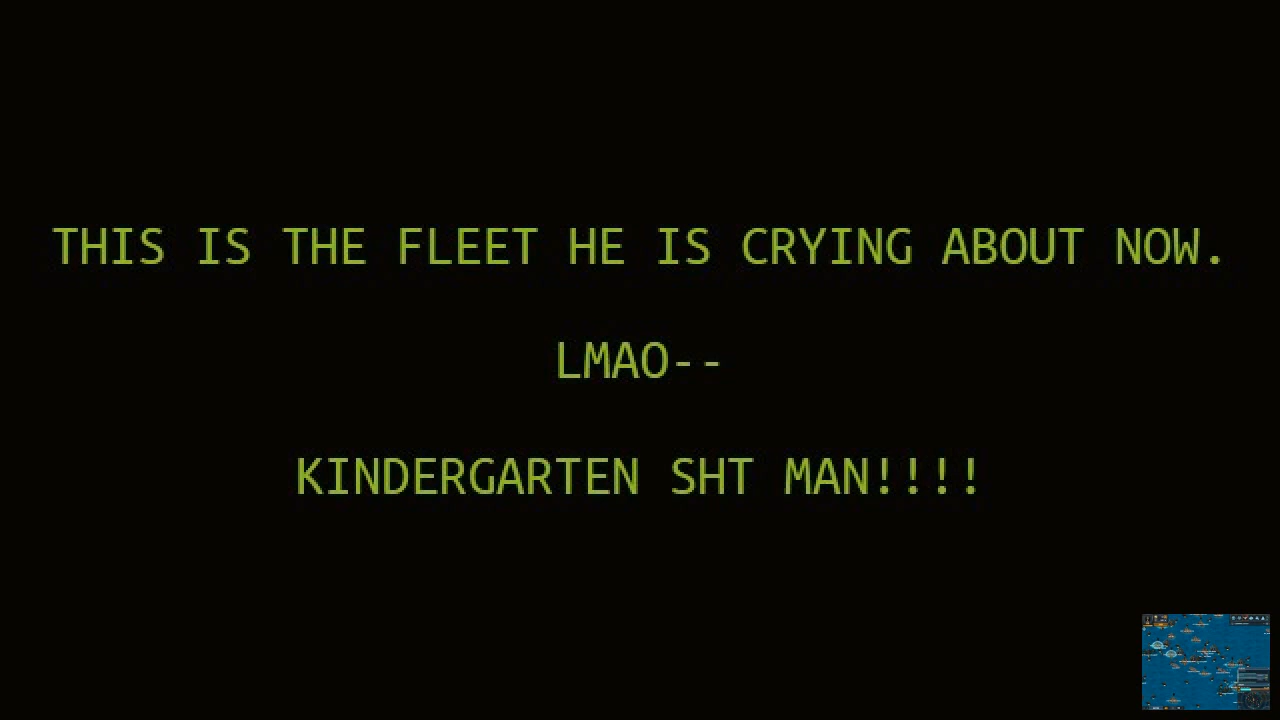 THIS IS THE FLEET HE IS CRYING ABOUT NOW.
LMAO--
KINDERGARTEN SHT MAN!!!!